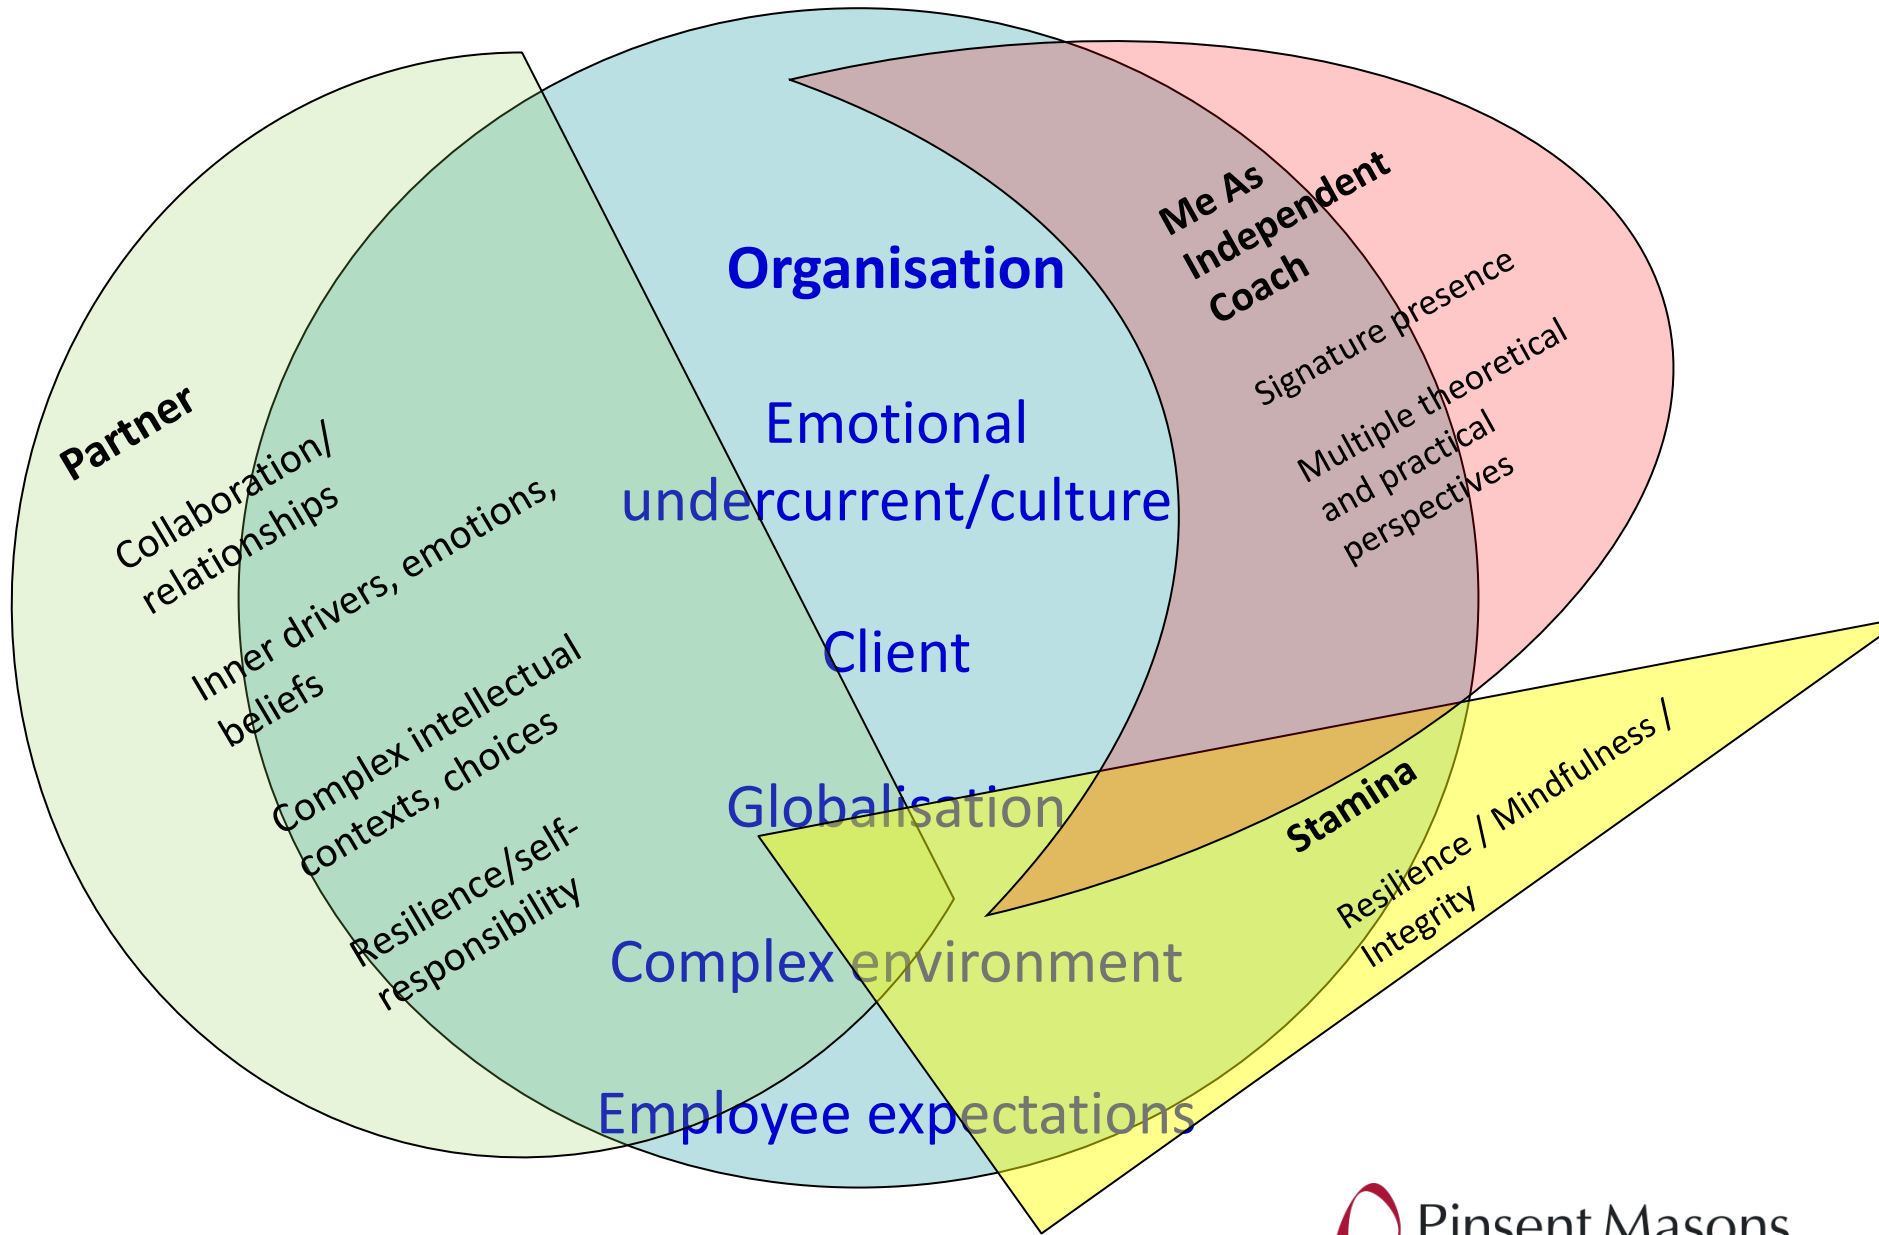 Partner
Collaboration/
relationships
Inner drivers, emotions,
beliefs
Complex intellectual
contexts, choices
Resilience/self-
responsibility
Organisation
Emotional
undercurrent/culture
Client
Globalisation
Complex environment
Employee expectations
Me As
Independent
Coach
Signature presence
Multiple theoretical
and practical
perspectives
Stamina
Resilience / Mindfulness /
Integrity
Pinsent Masons